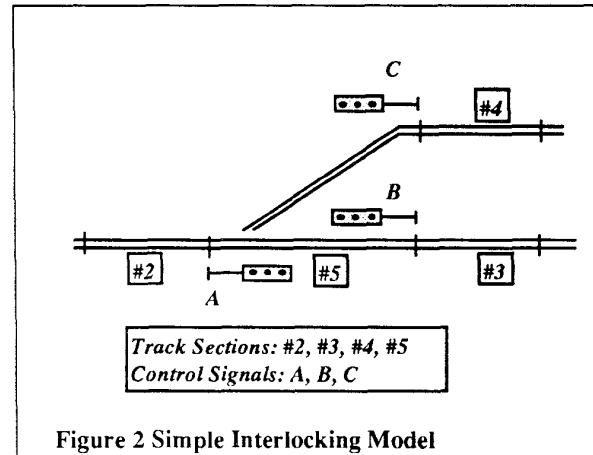 C
#4
B
#2
#5
#3
A
Track Sections: #2, #3, #4, #5
Control Signals: A, B, C
Figure 2 Simple Interlocking Model